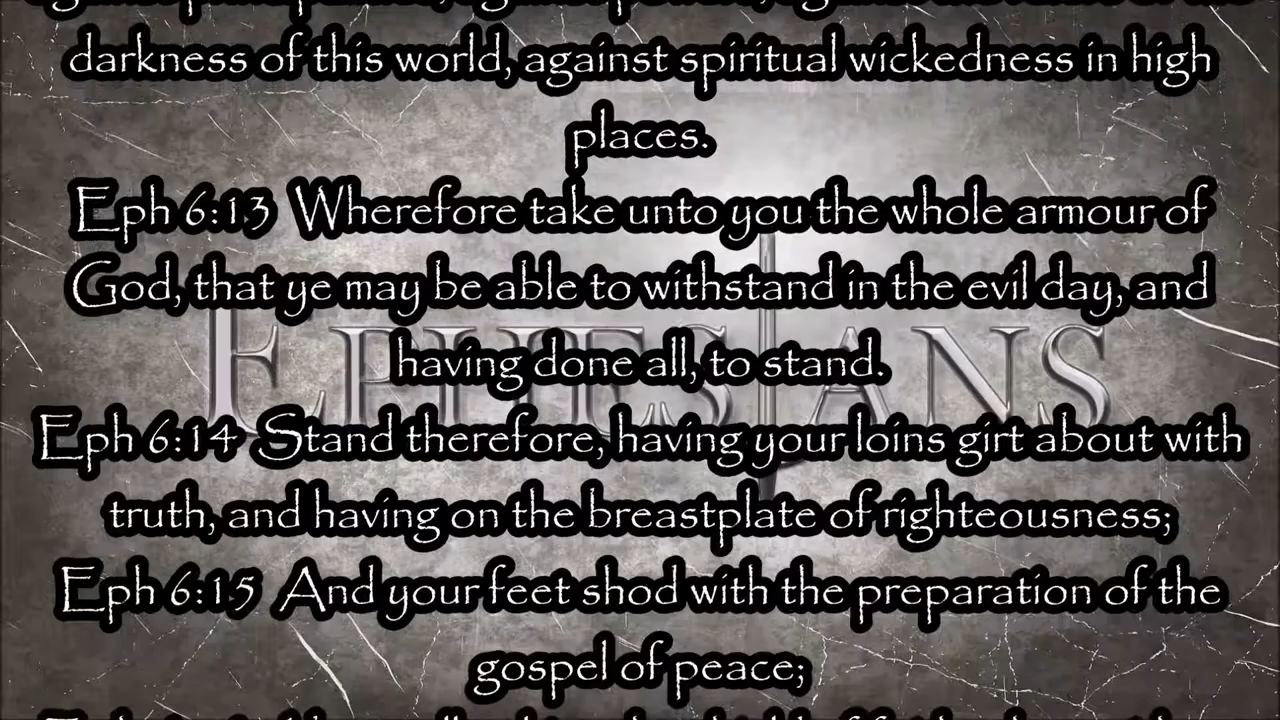 darkness of this world, against spiritual wickedness in high
places.
Eph 6:13 Wherefore take unto you the whole armour of
God, that ye may be able to withstand in the evil day, and
having done all, to stand.
Eph 6:14 Stand therefore, having your loins girt about with
truth, and having on the breastplate of righteousness;
Eph 6:15 And your feet shod with the preparation of the
gospel of peace;
EPHESIANS